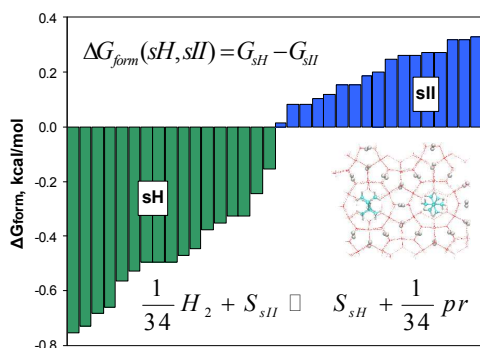 0.4
ΔG_form(sH, sII) = G_sH − G_sII
0.2
sII
0.0
-0.2
sH
-0.4
-0.6
1/34 H_2 + S_sII □ S_sH + 1/34 pr
-0.8
ΔGform, kcal/mol